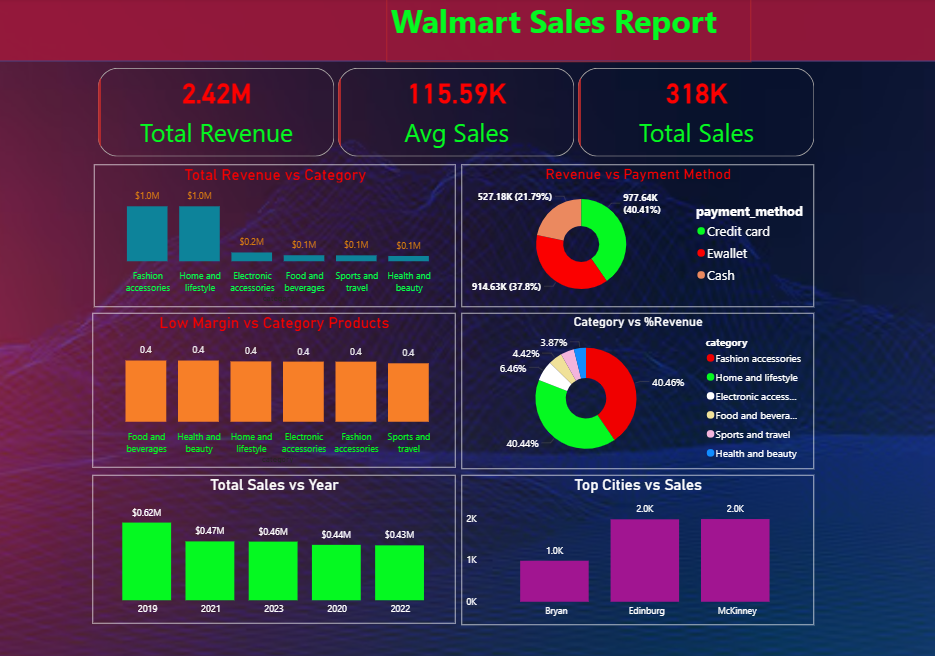 Walmart Sales Report
2.42M
Total Revenue
115.59K
Avg Sales
318K
Total Sales
Total Revenue vs Category
$1.0M
$1.0M
$0.2M
$0.1M
$0.1M
$0.1M
Fashion
accessories
Home and
lifestyle
Electronic
accessories
Food and
beverages
Sports and
travel
Health and
beauty
Revenue vs Payment Method
527.18K (21.79%)
977.64K
(40.41%)
914.63K (37.8%)
payment_method
Credit card
Ewallet
Cash
Low Margin vs Category Products
0.4
0.4
0.4
0.4
0.4
0.4
Food and
beverages
Health and
beauty
Home and
lifestyle
Electronic
accessories
Fashion
accessories
Sports and
travel
Category vs %Revenue
3.87%
4.42%
6.46%
40.46%
40.44%
category
Fashion accessories
Home and lifestyle
Electronic access...
Food and bevera...
Sports and travel
Health and beauty
Total Sales vs Year
$0.62M
$0.47M
$0.46M
$0.44M
$0.43M
2019
2021
2023
2020
2022
Top Cities vs Sales
2K
1K
0K
1.0K
2.0K
2.0K
Bryan
Edinburg
McKinney